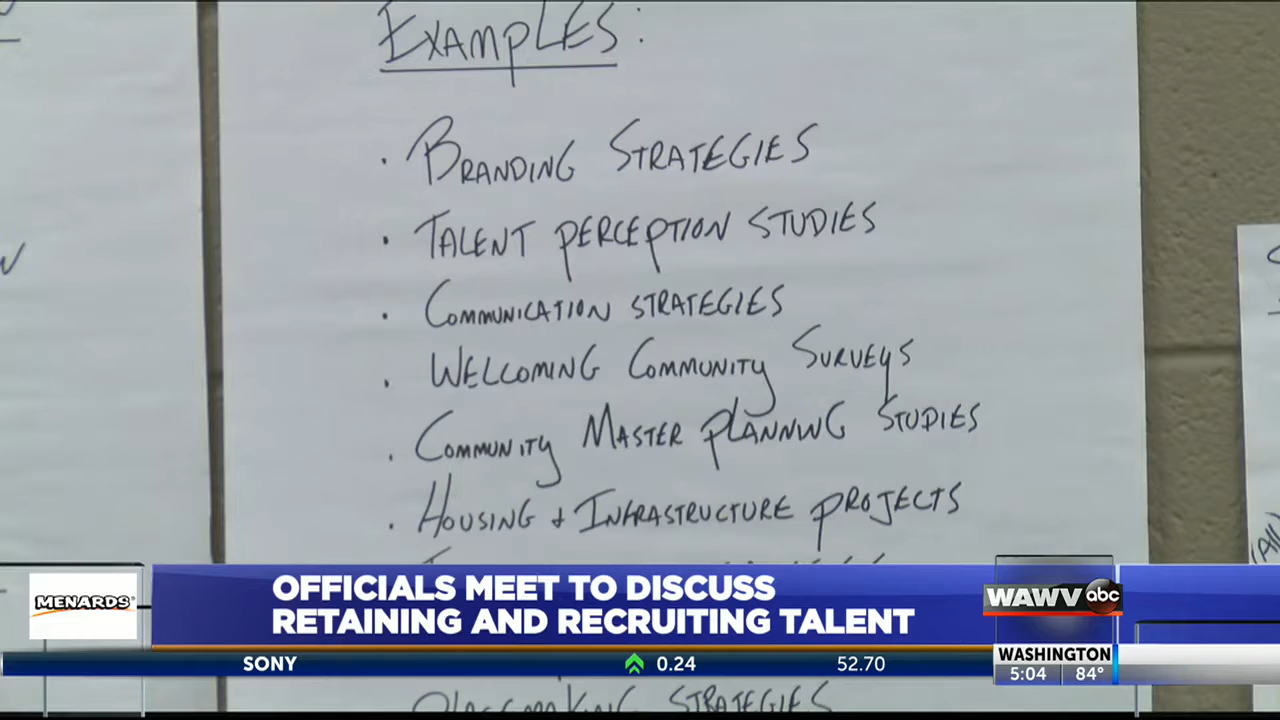 EXAMPLES:
· BRANDING STRATEGIES
· TALENT PERCEPTION STUDIES
· COMMUNICATION STRATEGIES
· WELCOMING COMMUNITY SURVEYS
· COMMUNITY MASTER PLANNING STUDIES
· HOUSING + INFRASTRUCTURE PROJECTS
OFFICIALS MEET TO DISCUSS
RETAINING AND RECRUITING TALENT
MENARDS
WAWV abc
SONY 0.24 52.70
WASHINGTON
5:04 84°
PLACEMAKING STRATEGIES
(All)